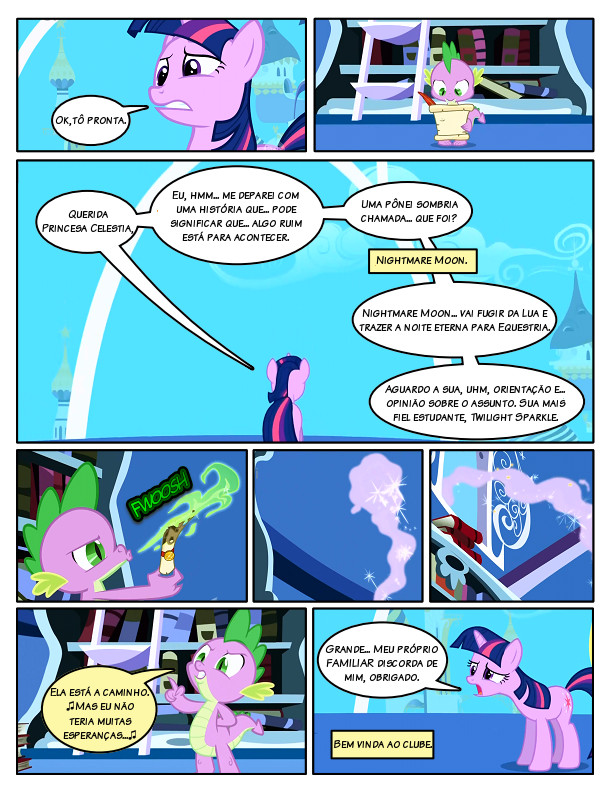 OK,TÔ PRONTA.
QUERIDA
PRINCESA CELESTIA,
EU, HMM... ME DEPAREI COM
UMA HISTÓRIA QUE... PODE
SIGNIFICAR QUE... ALGO RUIM
ESTÁ PARA ACONTECER.
UMA PÔNEI SOMBRIA
CHAMADA... QUE FOI?
NIGHTMARE MOON.
NIGHTMARE MOON... VAI FUGIR DA LUA E
TRAZER A NOITE ETERNA PARA EQUESTRIA.
AGUARDO A SUA, UHM, ORIENTAÇÃO E...
OPINIÃO SOBRE O ASSUNTO. SUA MAIS
FIEL ESTUDANTE, TWILIGHT SPARKLE.
FWOOSH
ELA ESTÁ A CAMINHO.
♫MAS EU NÃO
TERIA MUITAS
ESPERANÇAS...♫
GRANDE... MEU PRÓPRIO
FAMILIAR DISCORDA DE
MIM, OBRIGADO.
BEM VINDA AO CLUBE.